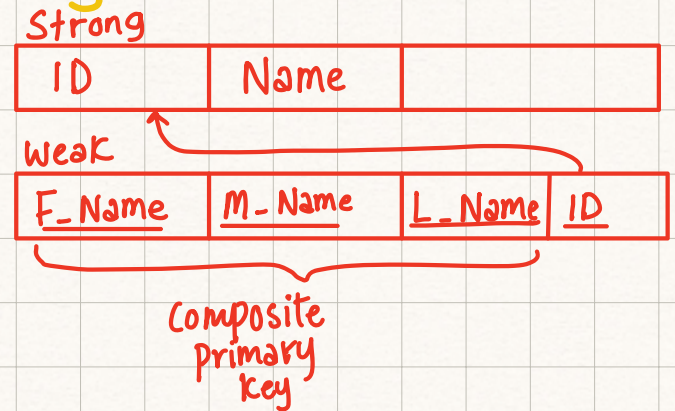 Strong
ID Name
Weak
F_Name M_Name L_Name ID
Composite
primary
key